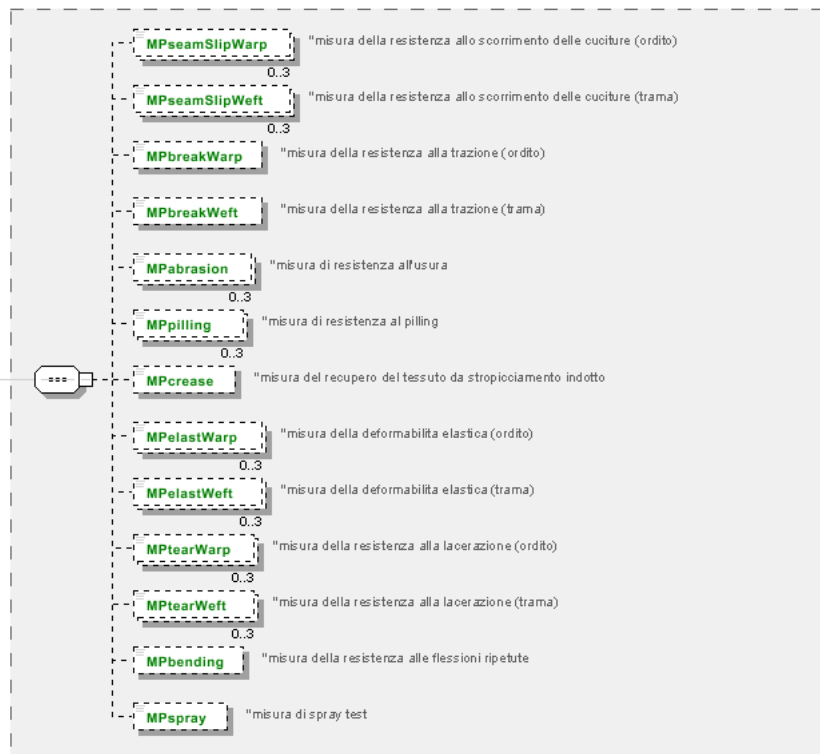 MPseamSlipWarp "misura della resistenza allo scorrimento delle cuciture (ordito)
0..3
MPseamSlipWeft "misura della resistenza allo scorrimento delle cuciture (trama)
0..3
MPbreakWarp "misura della resistenza alla trazione (ordito)
MPbreakWeft "misura della resistenza alla trazione (trama)
MPabrasion "misura di resistenza all'usura
0..3
MPpilling "misura di resistenza al pilling
0..3
MPcrease "misura del recupero del tessuto da stropicciamento indotto
MPelastWarp "misura della deformabilita elastica (ordito)
0..3
MPelastWeft "misura della deformabilita elastica (trama)
0..3
MPtearWarp "misura della resistenza alla lacerazione (ordito)
0..3
MPtearWeft "misura della resistenza alla lacerazione (trama)
0..3
MPbending "misura della resistenza alle flessioni ripetute
MPspray "misura di spray test